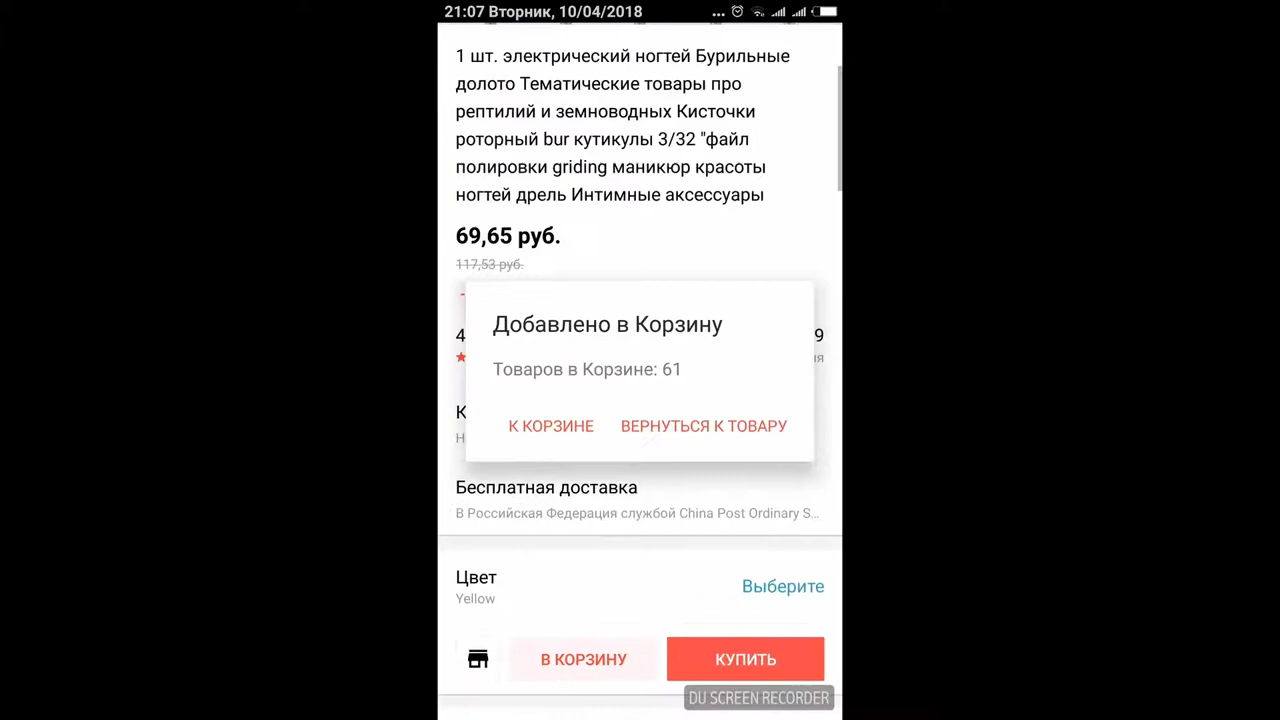 21:07 Вторник, 10/04/2018
1 шт. электрический ногтей Бурильные
долото Тематические товары про
рептилий и земноводных Кисточки
роторный bur кутикулы 3/32 "файл
полировки griding маникюр красоты
ногтей дрель Интимные аксессуары
69,65 руб.
117,53 руб.
-
4
9
ия
Добавлено в Корзину
Товаров в Корзине: 61
К КОРЗИНЕ ВЕРНУТЬСЯ К ТОВАРУ
К
Н
Бесплатная доставка
В Российская Федерация службой China Post Ordinary S...
Цвет
Выберите
Yellow
В КОРЗИНУ
КУПИТЬ
DU SCREEN RECORDER